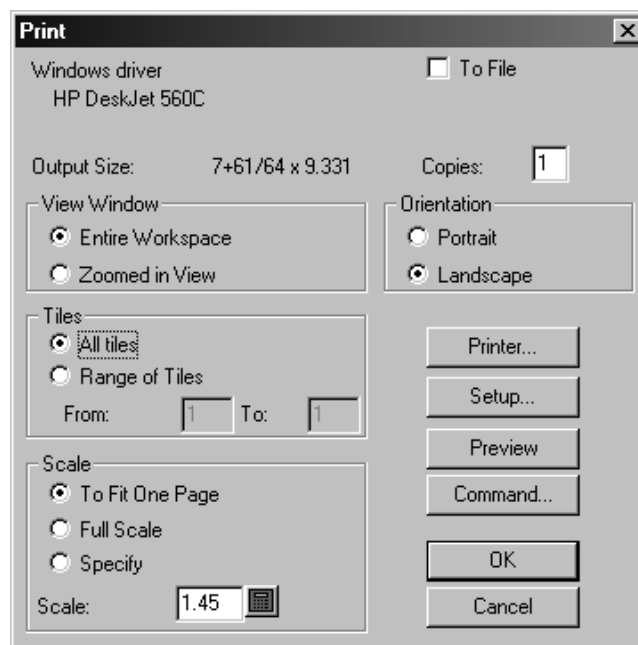 Print
Windows driver
To File
HP DeskJet 560C
Output Size: 7+61/64 x 9.331
Copies: 1
View Window
Entire Workspace
Zoomed in View
Orientation
Portrait
Landscape
Tiles
All tiles
Range of Tiles
From: 1 To: 1
Printer...
Setup...
Preview
Command...
Scale
To Fit One Page
Full Scale
Specify
Scale: 1.45
OK
Cancel